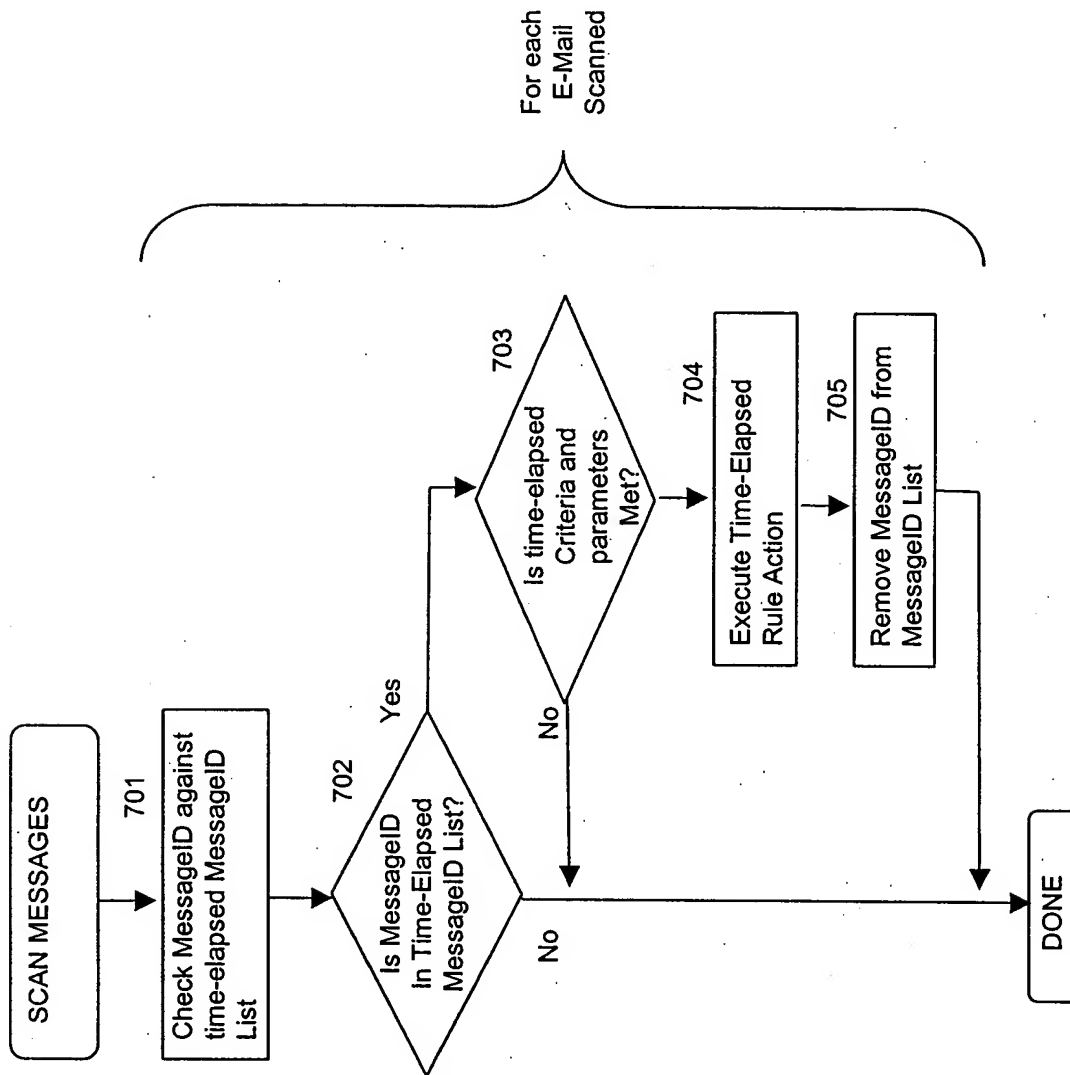 SCAN MESSAGES
701
Check MessageID against
time-elapsed MessageID
List
702
Is MessageID
In Time-Elapsed
MessageID List?
Yes
No
703
Is time-elapsed
Criteria and
parameters
Met?
No
704
Execute Time-Elapsed
Rule Action
705
Remove MessageID from
MessageID List
DONE
For each
E-Mail
Scanned